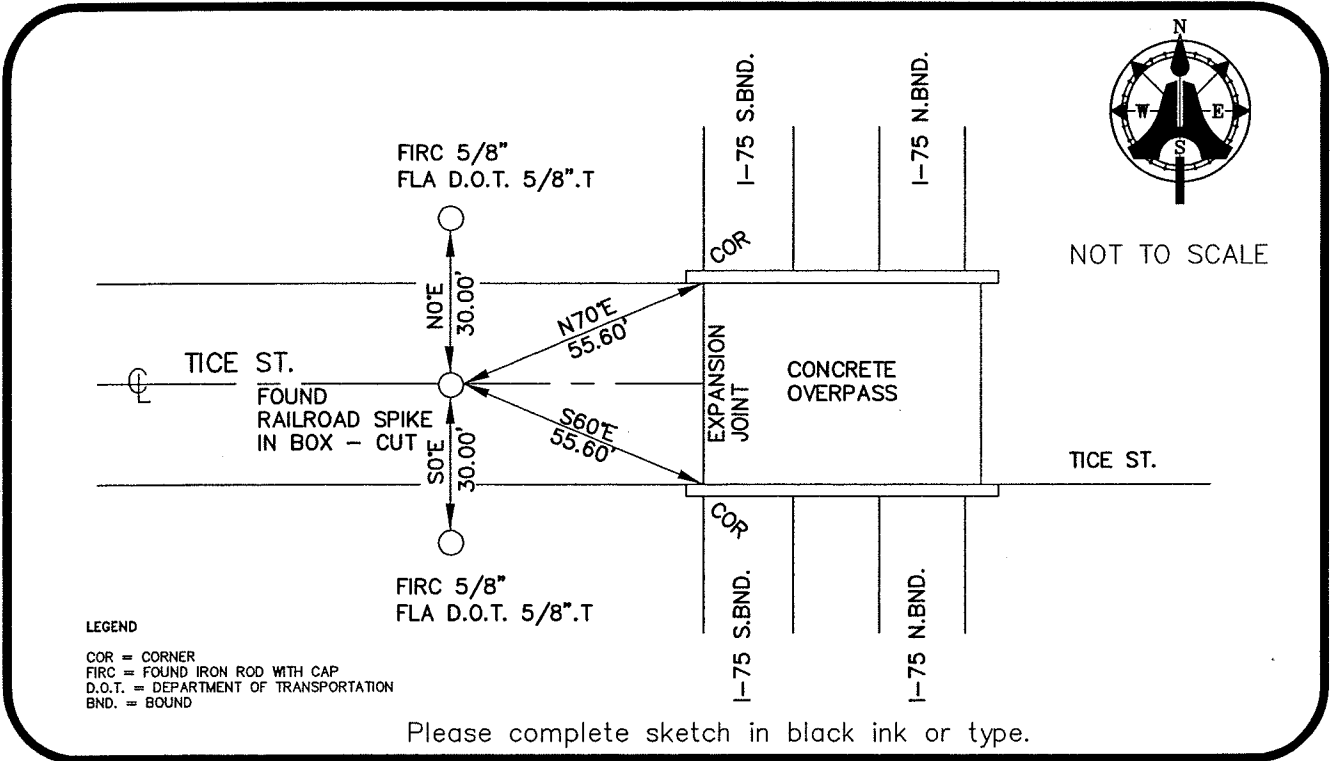 N
W
E
S
NOT TO SCALE
I-75 S.BND.
I-75 N.BND.
FIRC 5/8"
FLA D.O.T. 5/8".T
COR
N0°E
30.00'
N70°E
55.60'
TICE ST.
CL
FOUND
RAILROAD SPIKE
IN BOX - CUT
EXPANSION
JOINT
CONCRETE
OVERPASS
S0°E
30.00'
S60°E
55.60'
TICE ST.
COR
FIRC 5/8"
FLA D.O.T. 5/8".T
I-75 S.BND.
I-75 N.BND.
LEGEND
COR = CORNER
FIRC = FOUND IRON ROD WITH CAP
D.O.T. = DEPARTMENT OF TRANSPORTATION
BND. = BOUND
Please complete sketch in black ink or type.